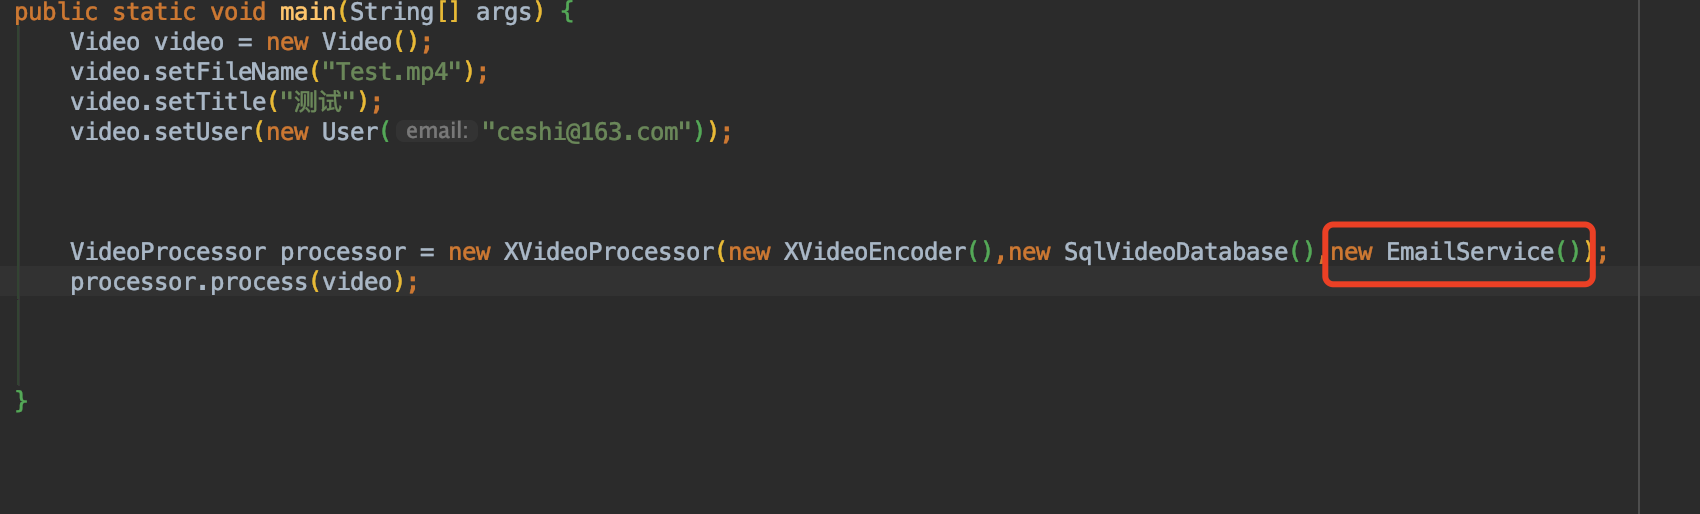 public static void main(String[] args) {
Video video = new Video();
video.setFileName("Test.mp4");
video.setTitle("测试");
video.setUser(new User( email: "ceshi@163.com"));
VideoProcessor processor = new XVideoProcessor(new XVideoEncoder(),new SqlVideoDatabase(),new EmailService());
processor.process(video);
}